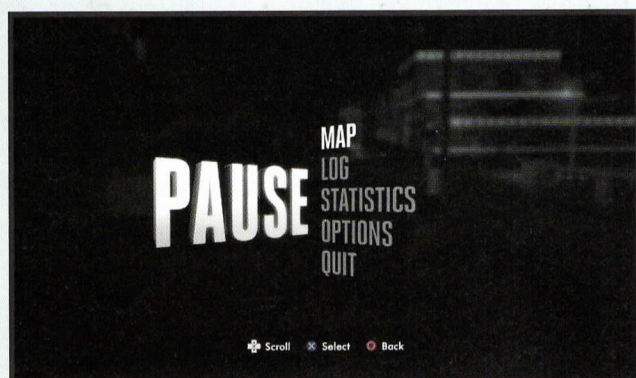 PAUSE
MAP
LOG
STATISTICS
OPTIONS
QUIT
Scroll Select Back